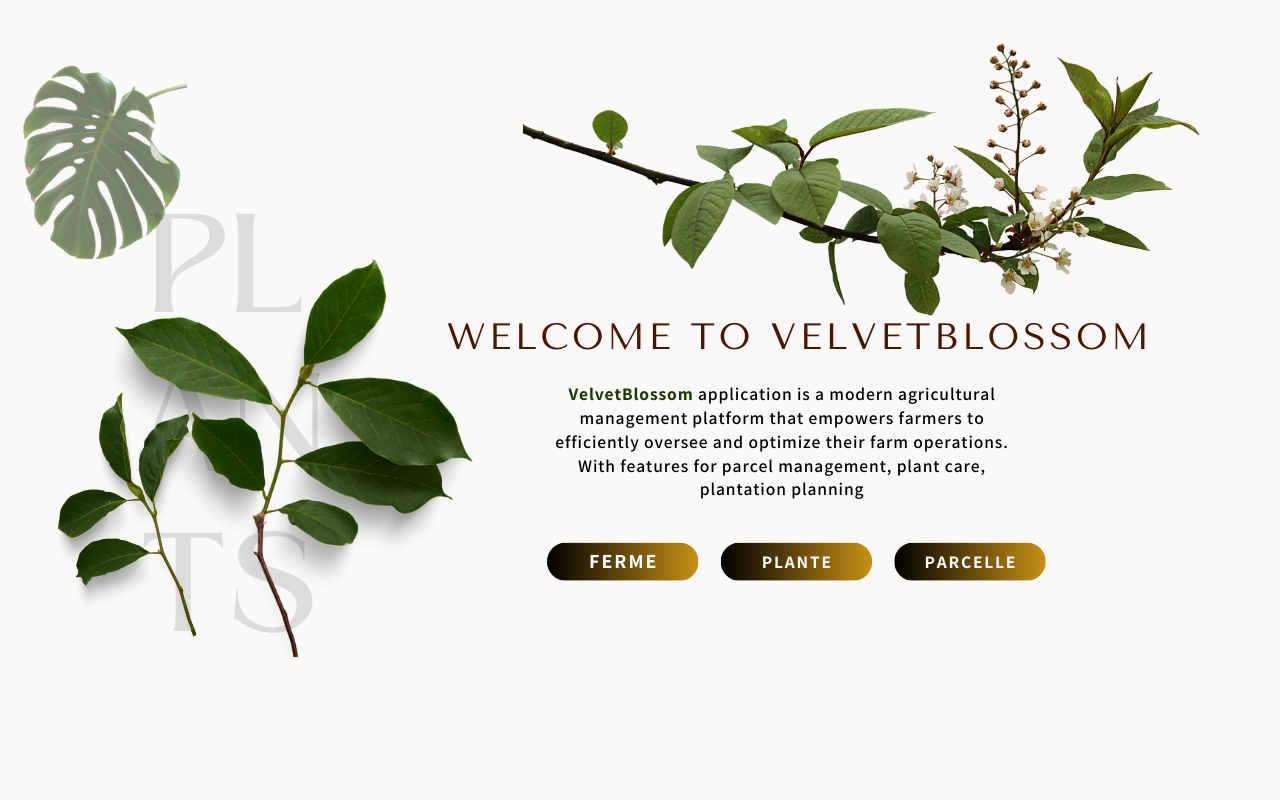 PL
AN
TS
WELCOME TO VELVETBLOSSOM
VelvetBlossom application is a modern agricultural
management platform that empowers farmers to
efficiently oversee and optimize their farm operations.
With features for parcel management, plant care,
plantation planning
FERME
PLANTE
PARCELLE